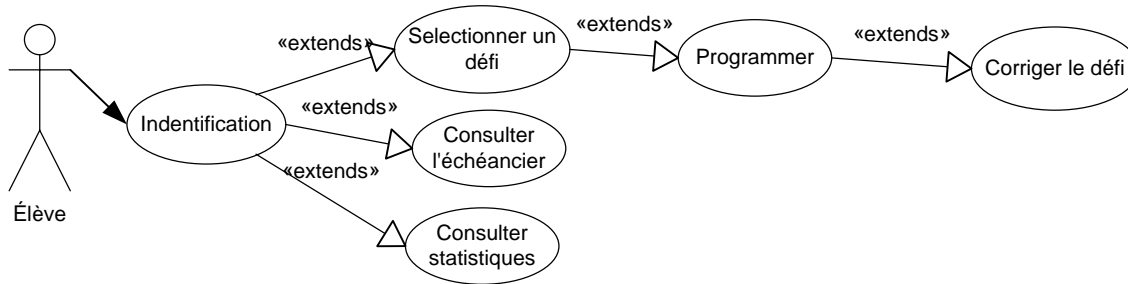 «extends»
Selectionner un
défi
«extends»
Programmer
«extends»
Corriger le défi
Indentification
«extends»
Consulter
l'échéancier
«extends»
Consulter
statistiques
Élève